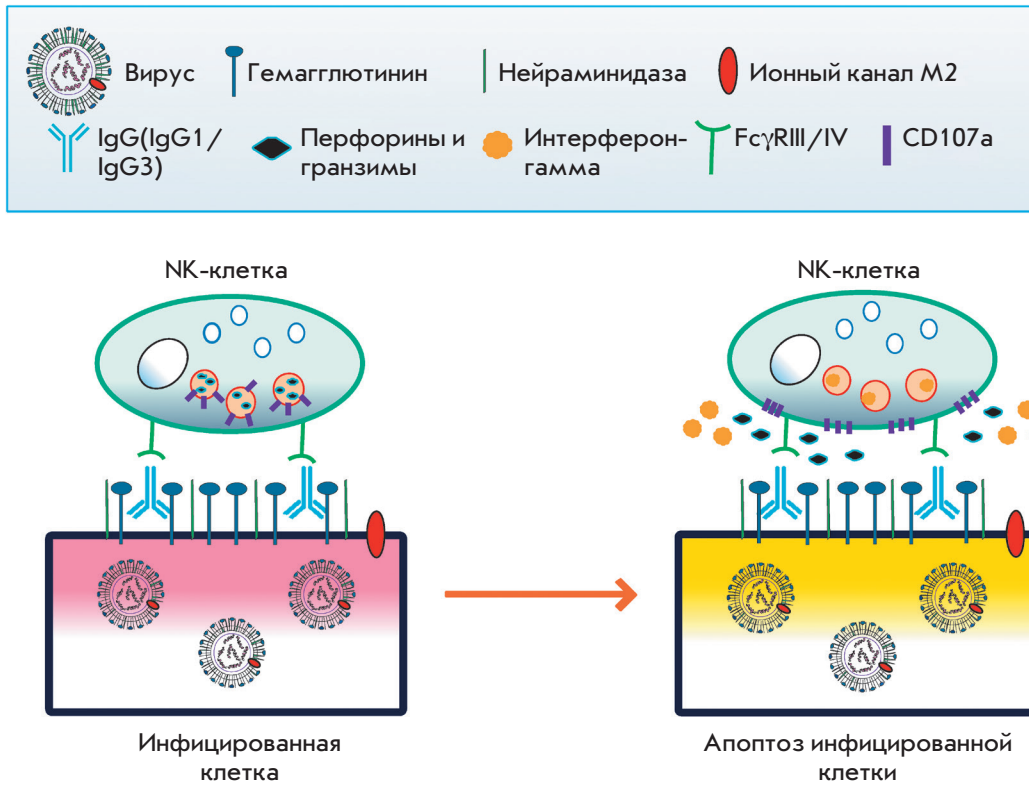 Вирус
Гемагглютинин
Нейраминидаза
Ионный канал М2
IgG(IgG1/
IgG3)
Перфорины и
гранзимы
Интерферон-
гамма
FcγRIII/IV
CD107a
NK-клетка
NK-клетка
Инфицированная
клетка
Апоптоз инфицированной
клетки